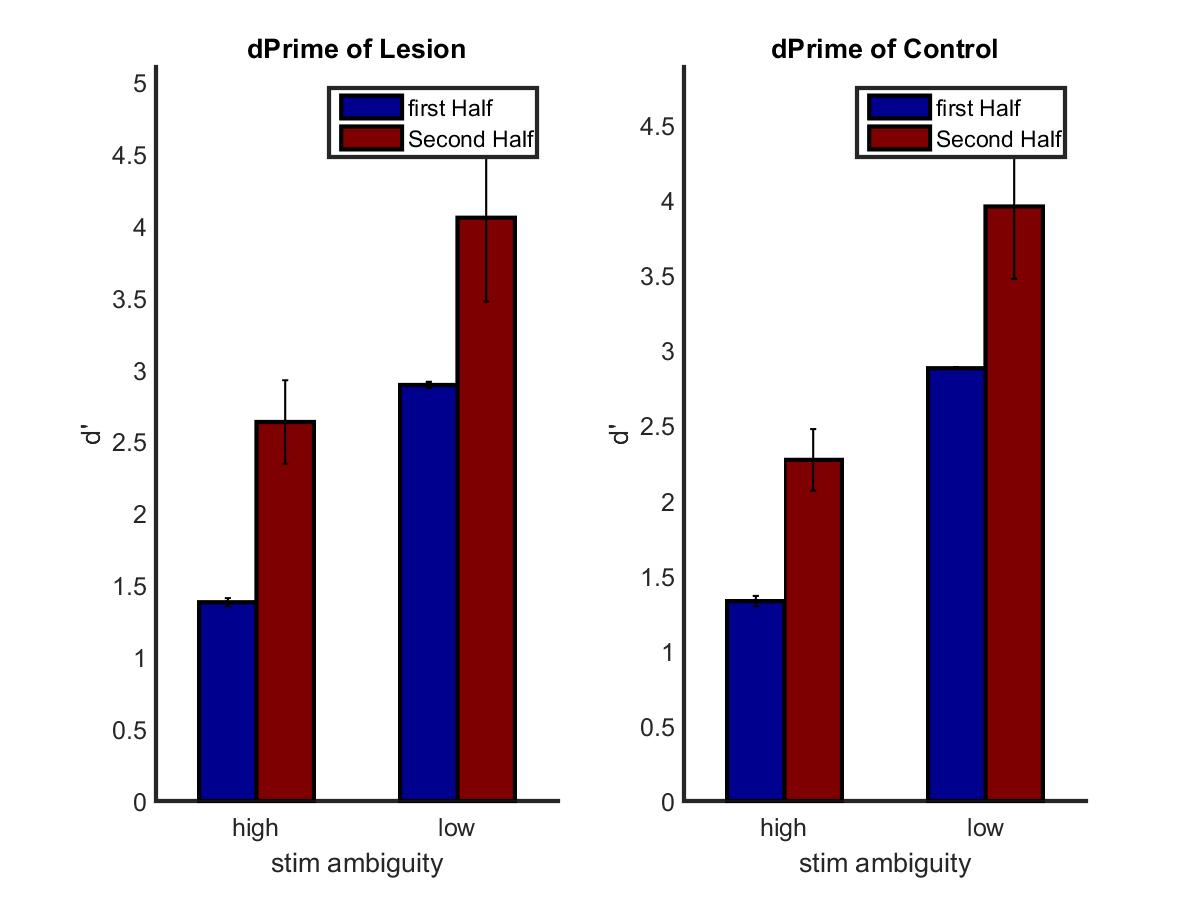 dPrime of Lesion
first Half
Second Half
5
4.5
4
3.5
3
2.5
2
1.5
1
0.5
0
d'
high low
stim ambiguity
dPrime of Control
first Half
Second Half
4.5
4
3.5
3
2.5
2
1.5
1
0.5
0
d'
high low
stim ambiguity